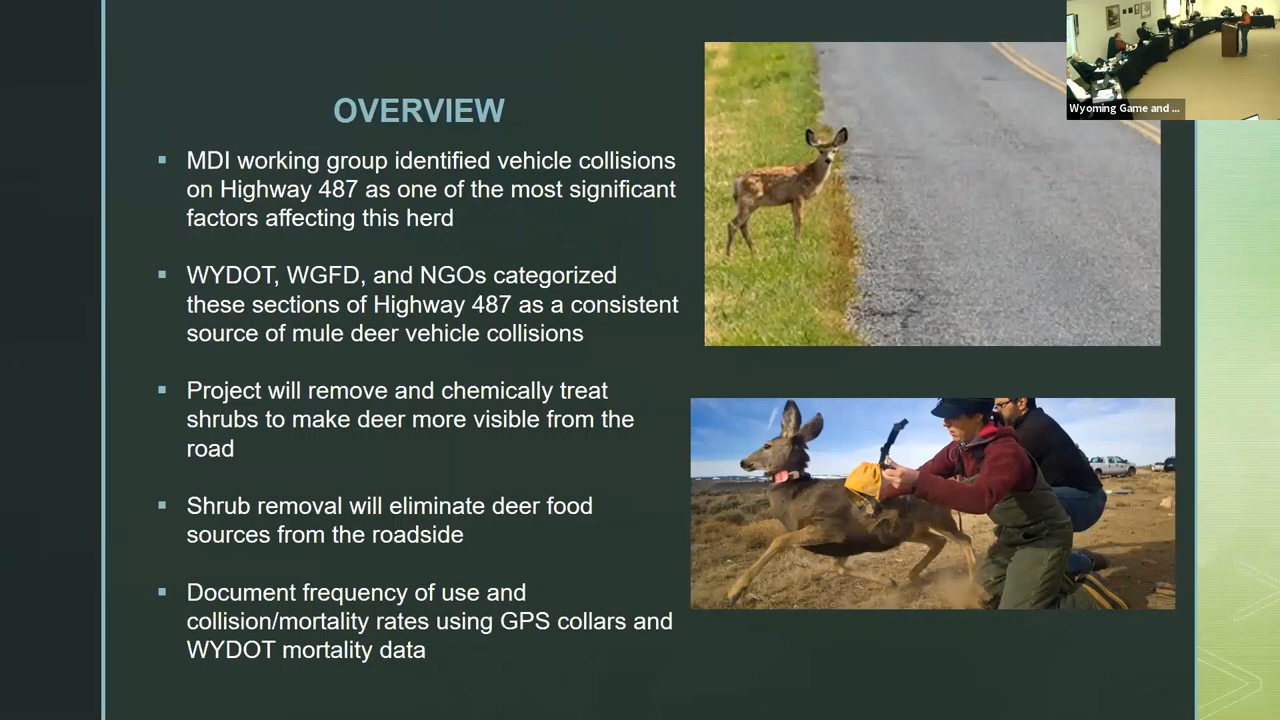 OVERVIEW
MDI working group identified vehicle collisions
on Highway 487 as one of the most significant
factors affecting this herd
WYDOT, WGFD, and NGOs categorized
these sections of Highway 487 as a consistent
source of mule deer vehicle collisions
Project will remove and chemically treat
shrubs to make deer more visible from the
road
Shrub removal will eliminate deer food
sources from the roadside
Document frequency of use and
collision/mortality rates using GPS collars and
WYDOT mortality data
Wyoming Game and ...